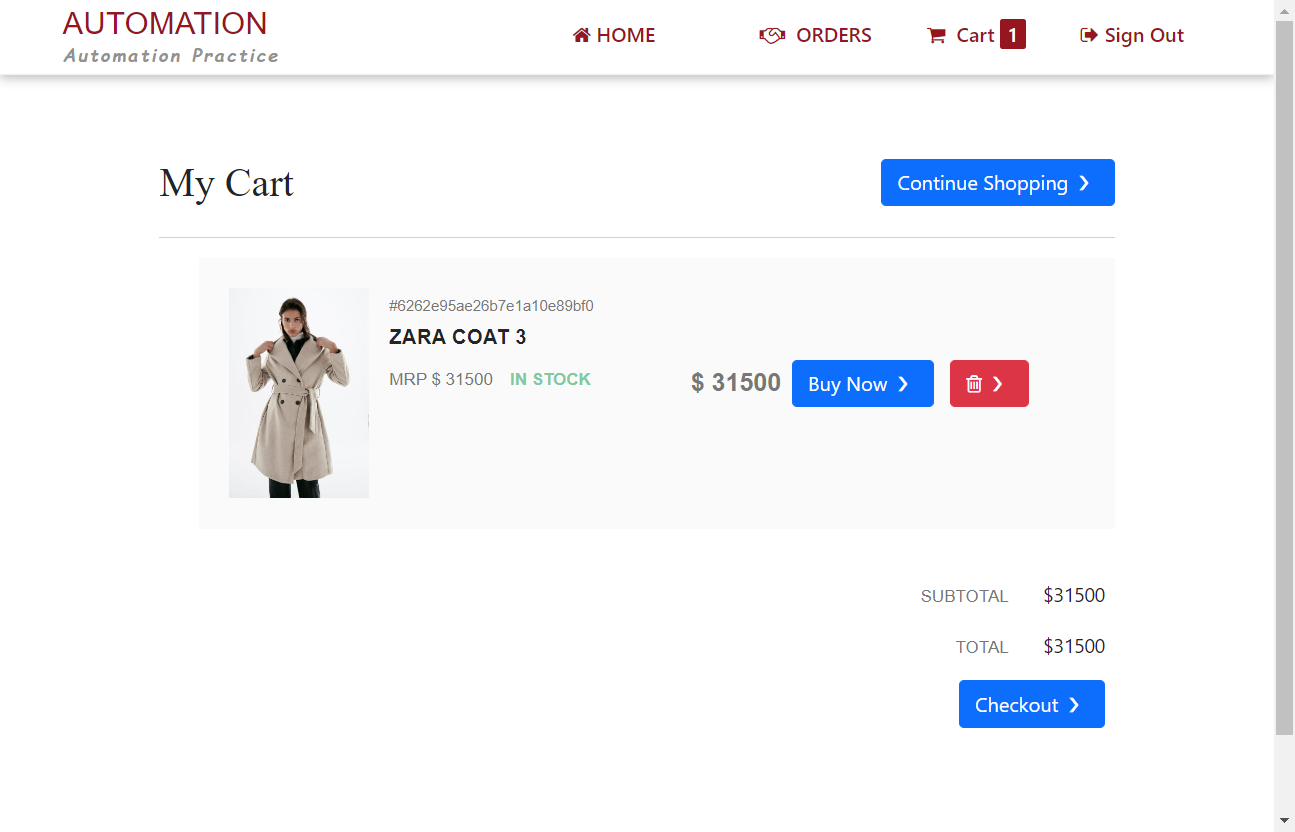 AUTOMATION
Automation Practice
HOME
ORDERS
Cart 1
Sign Out
My Cart
Continue Shopping ❯
#6262e95ae26b7e1a10e89bf0
ZARA COAT 3
MRP $ 31500 IN STOCK
$ 31500
Buy Now ❯
❯
SUBTOTAL $31500
TOTAL $31500
Checkout ❯